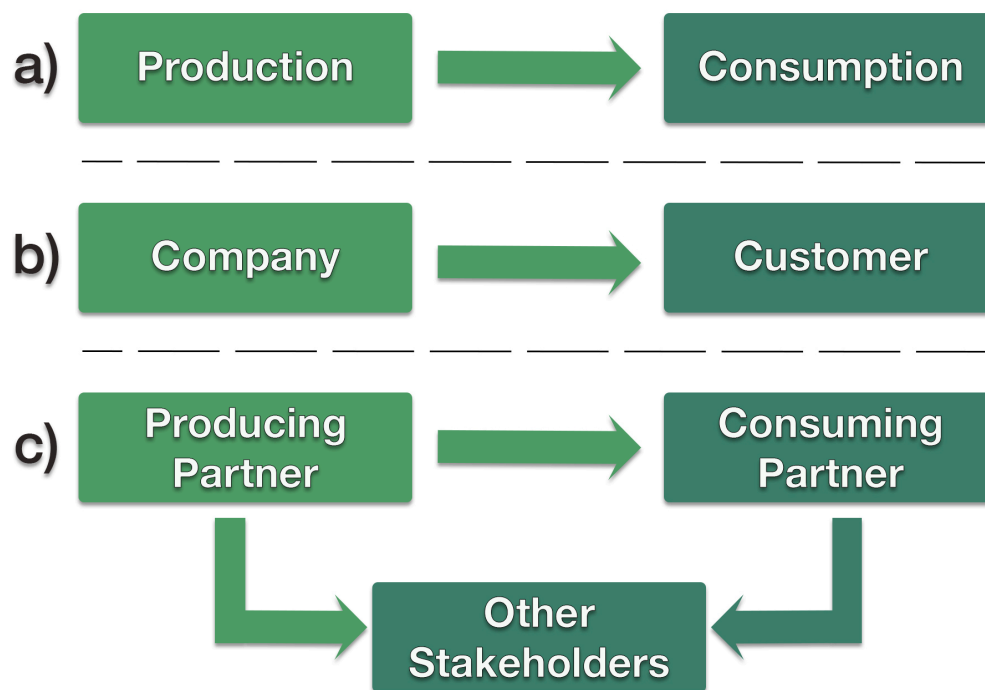 a) Production Consumption
b) Company Customer
c) Producing Consuming
Partner Partner
Other
Stakeholders